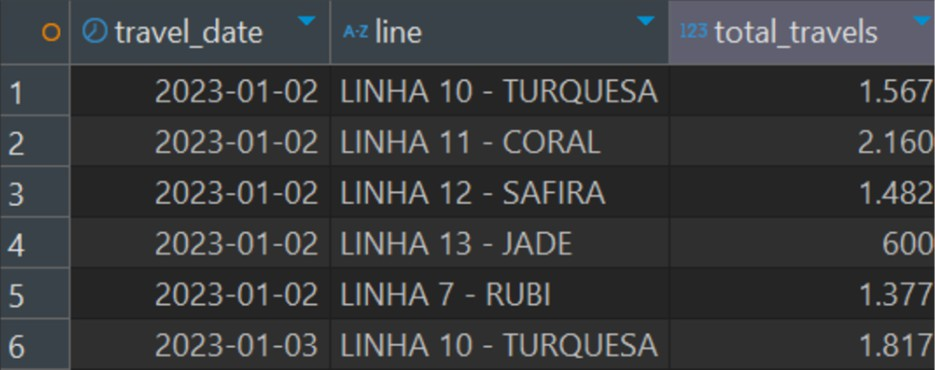 travel_date A-Z line 123 total_travels
1 2023-01-02 LINHA 10 - TURQUESA 1.567
2 2023-01-02 LINHA 11 - CORAL 2.160
3 2023-01-02 LINHA 12 - SAFIRA 1.482
4 2023-01-02 LINHA 13 - JADE 600
5 2023-01-02 LINHA 7 - RUBI 1.377
6 2023-01-03 LINHA 10 - TURQUESA 1.817